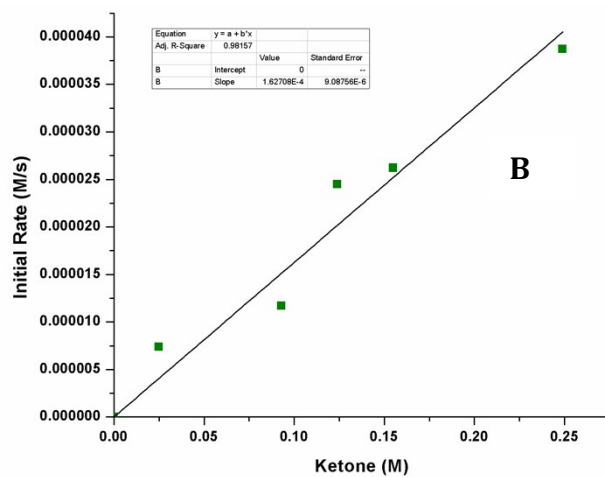 Equation y = a + b*x
Adj. R-Square 0.98157
Value Standard Error
B Intercept 0 --
B Slope 1.62708E-4 9.08756E-6
0.000040
0.000035
0.000030
0.000025
0.000020
0.000015
0.000010
0.000005
0.000000
Initial Rate (M/s)
B
0.00 0.05 0.10 0.15 0.20 0.25
Ketone (M)